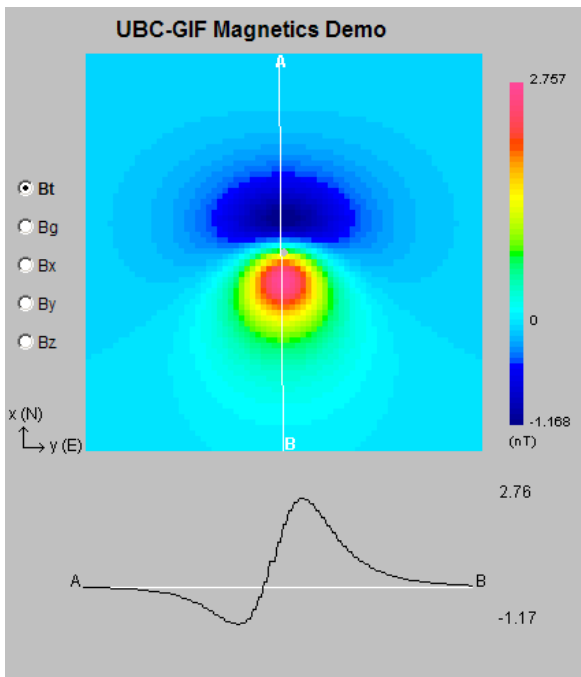 UBC-GIF Magnetics Demo
A
2.757
Bt
Bg
Bx
By
0
Bz
x (N)
y (E)
B
-1.168
(nT)
2.76
A
B
-1.17